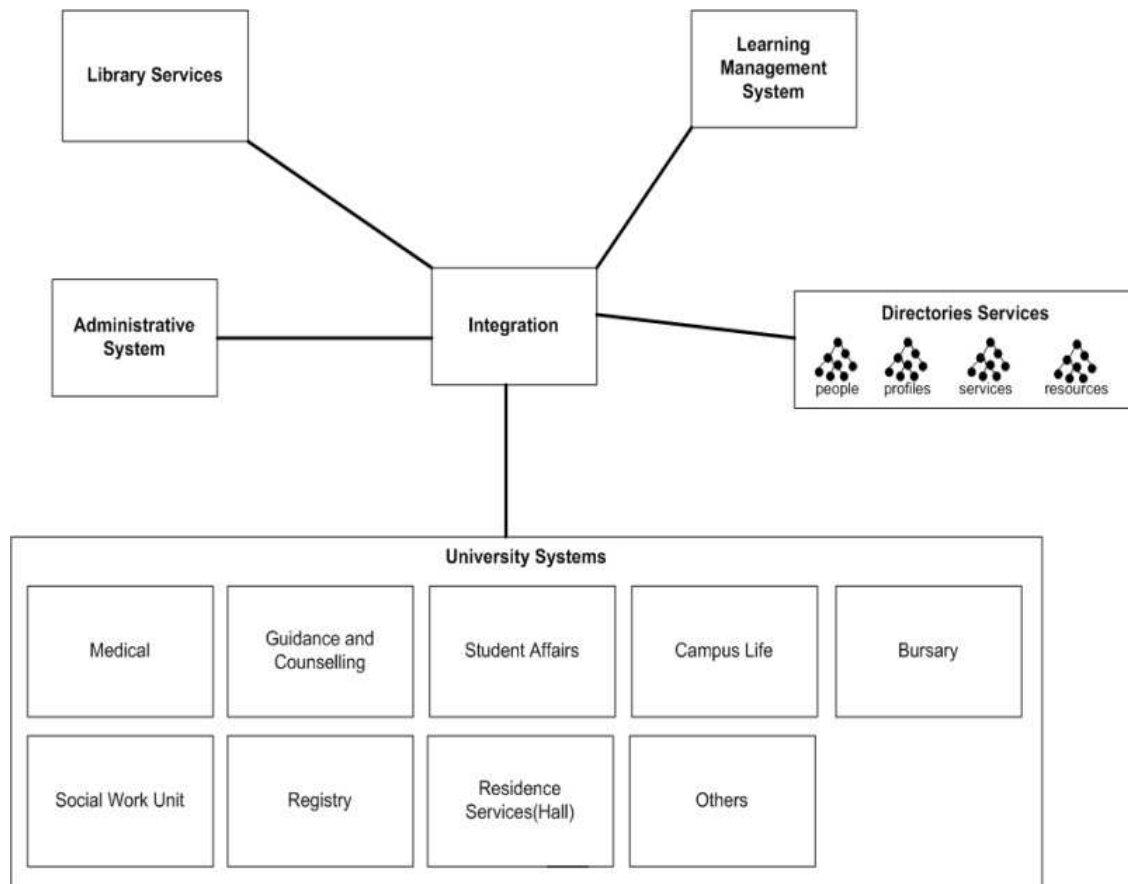 Library Services
Learning
Management
System
Administrative
System
Integration
Directories Services
people
profiles
services
resources
University Systems
Medical
Guidance and
Counselling
Student Affairs
Campus Life
Bursary
Social Work Unit
Registry
Residence
Services(Hall)
Others